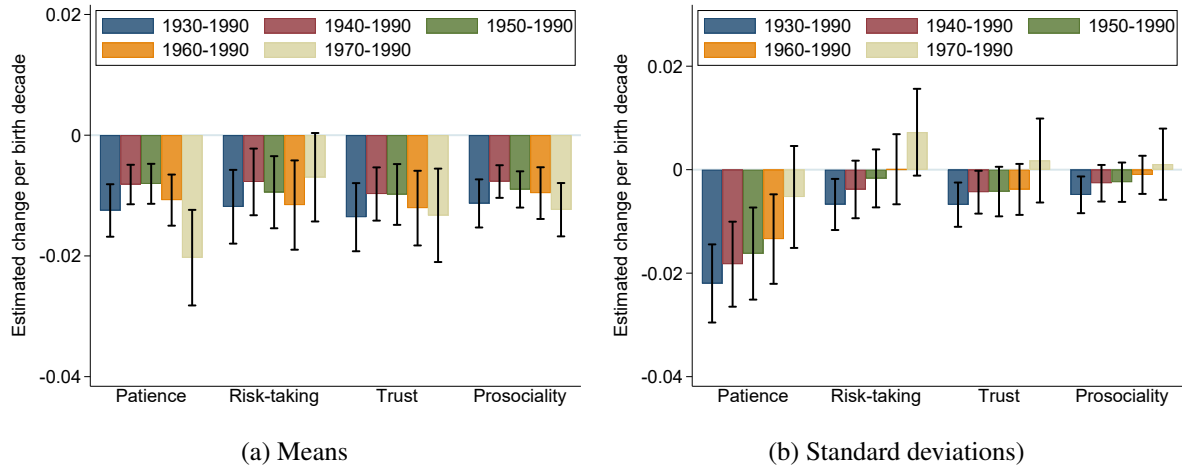 1930-1990 1940-1990 1950-1990
1960-1990 1970-1990
Estimated change per birth decade
0.02
0
-0.02
-0.04
Patience Risk-taking Trust Prosociality
(a) Means
1930-1990 1940-1990 1950-1990
1960-1990 1970-1990
Estimated change per birth decade
0.02
0
-0.02
-0.04
Patience Risk-taking Trust Prosociality
(b) Standard deviations)